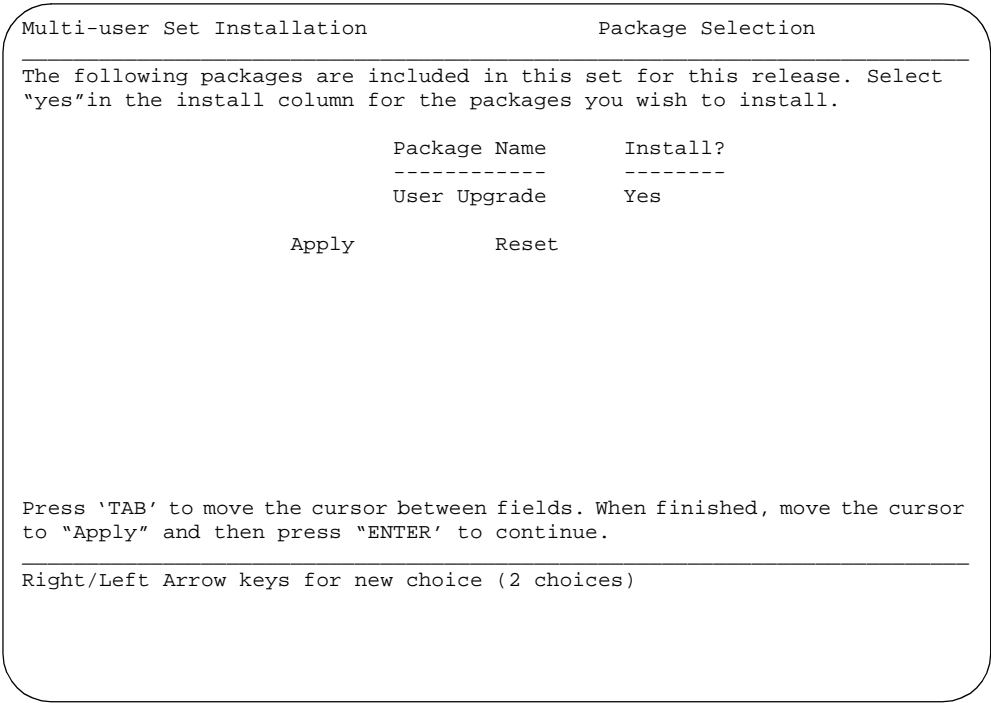 Multi-user Set Installation Package Selection
The following packages are included in this set for this release. Select
“yes”in the install column for the packages you wish to install.
Package Name Install?
------------ --------
User Upgrade Yes
Apply Reset
Press ‘TAB’ to move the cursor between fields. When finished, move the cursor
to “Apply” and then press “ENTER’ to continue.
Right/Left Arrow keys for new choice (2 choices)